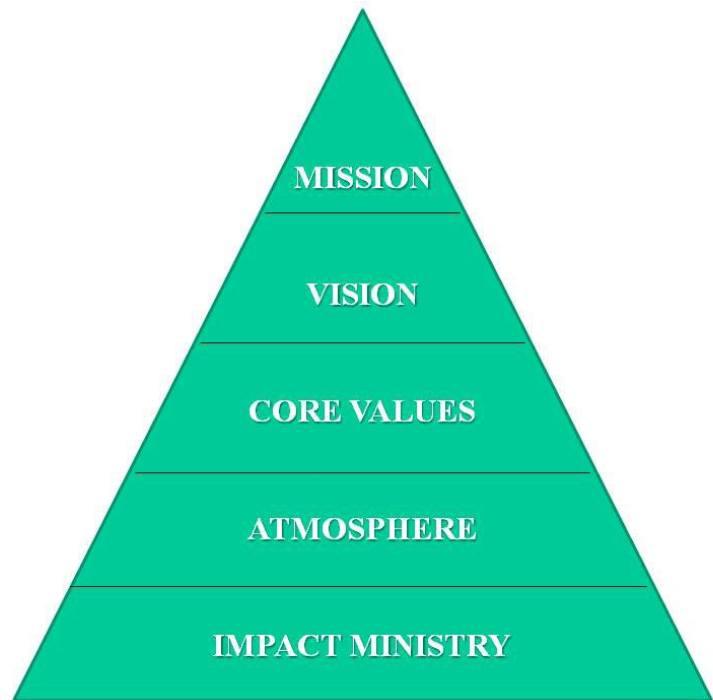 MISSION
VISION
CORE VALUES
ATMOSPHERE
IMPACT MINISTRY